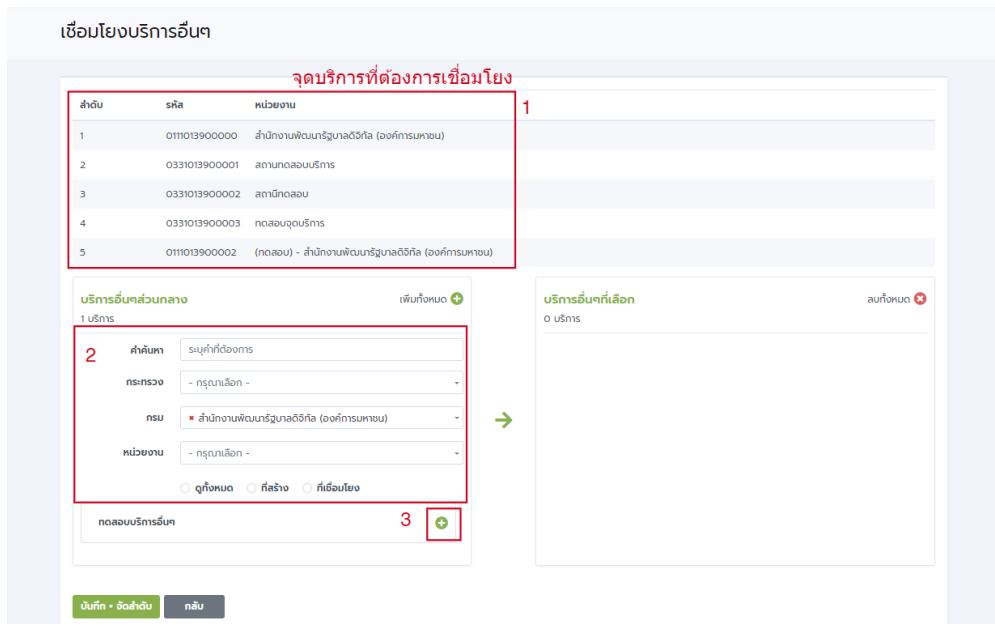 เชื่อมโยงบริการอื่นๆ
จุดบริการที่ต้องการเชื่อมโยง
ลำดับ รหัส หน่วยงาน 1
1 0111013900000 สำนักงานพัฒนารัฐบาลดิจิทัล (องค์การมหาชน)
2 0331013900001 สถานทดสอบบริการ
3 0331013900002 สถานีทดสอบ
4 0331013900003 ทดสอบจุดบริการ
5 0111013900002 (ทดสอบ) - สำนักงานพัฒนารัฐบาลดิจิทัล (องค์การมหาชน)
บริการอื่นๆส่วนกลาง เพิ่มทั้งหมด
1 บริการ
2 คำค้นหา ระบุคำที่ต้องการ
กระทรวง - กรุณาเลือก -
กรม × สำนักงานพัฒนารัฐบาลดิจิทัล (องค์การมหาชน)
หน่วยงาน - กรุณาเลือก -
ดูทั้งหมด ที่สร้าง ที่เชื่อมโยง
ทดสอบบริการอื่นๆ 3
บริการอื่นๆที่เลือก ลบทั้งหมด
0 บริการ
บันทึก • จัดลำดับ กลับ